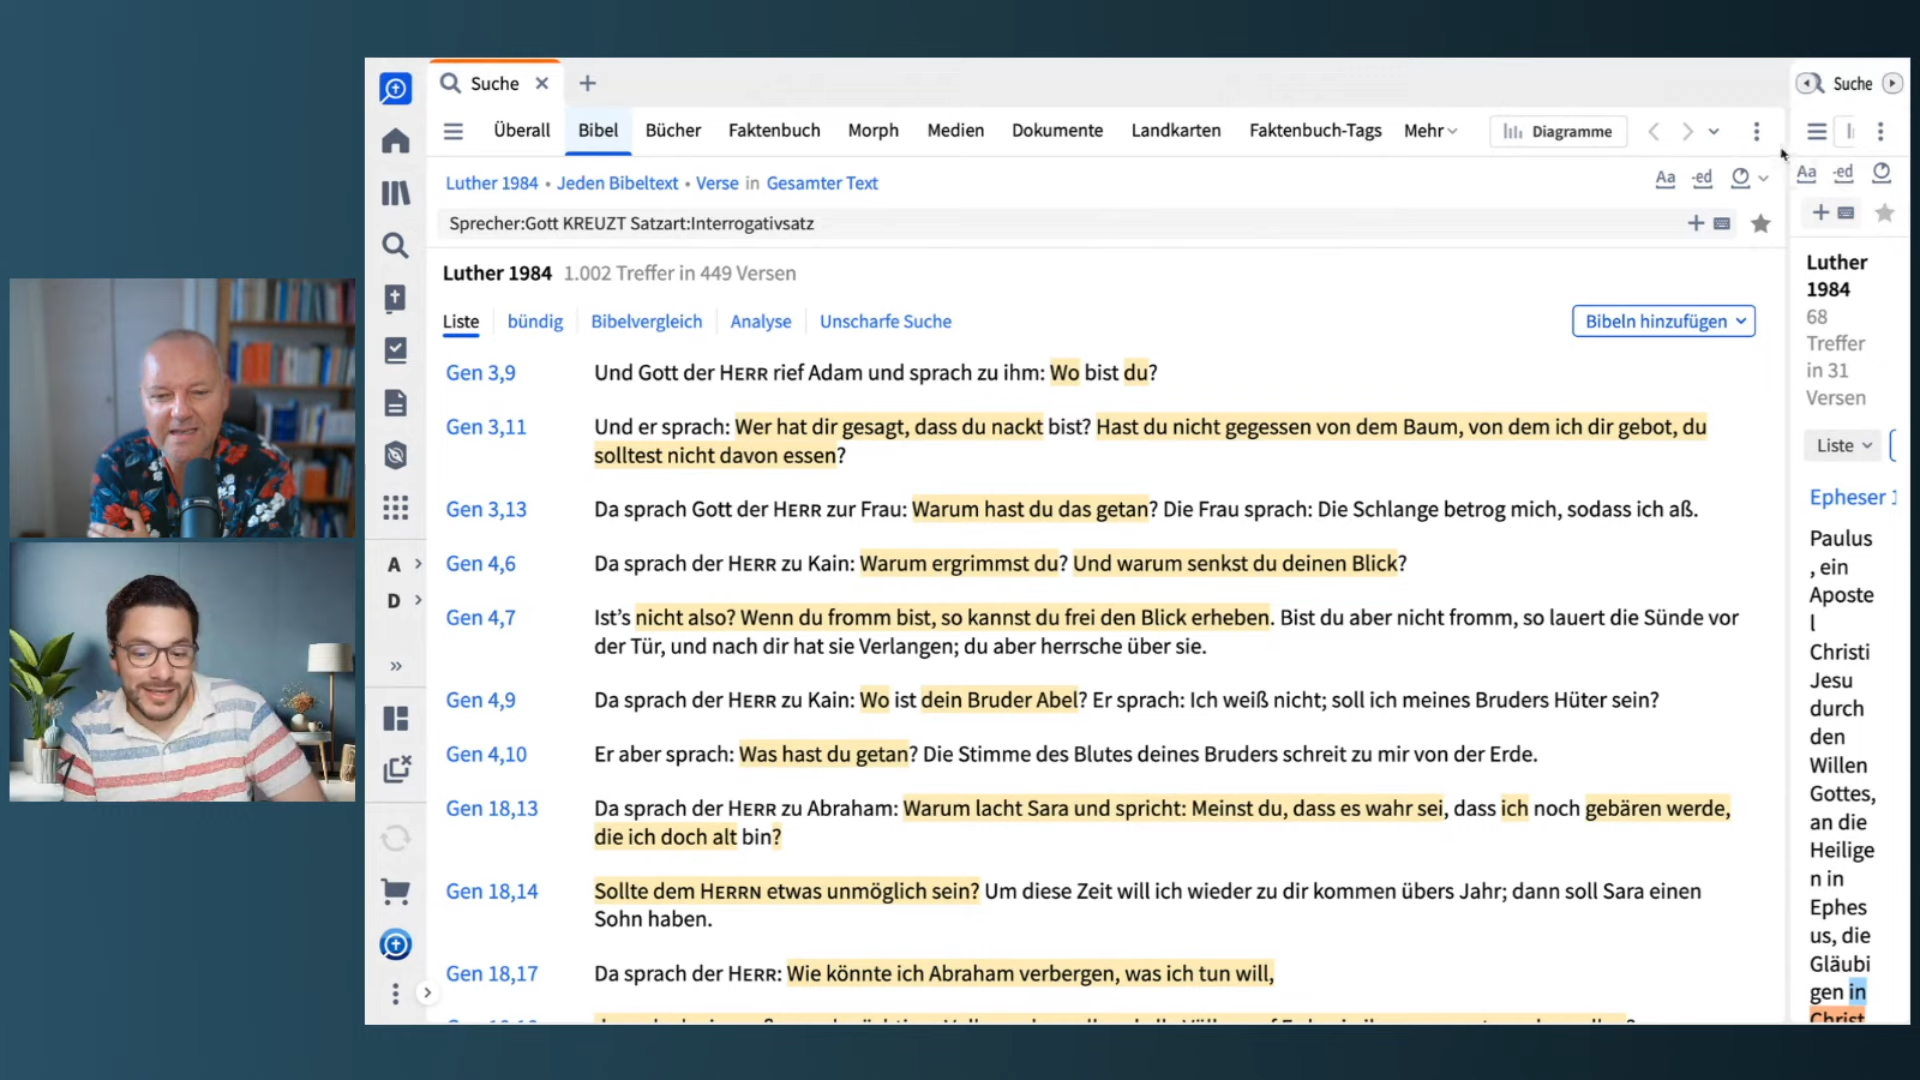 Suche
Überall Bibel Bücher Faktenbuch Morph Medien Dokumente Landkarten Faktenbuch-Tags Mehr Diagramme
Luther 1984 • Jeden Bibeltext • Verse in Gesamter Text
Aa -ed
Sprecher:Gott KREUZT Satzart:Interrogativsatz
Luther 1984 1.002 Treffer in 449 Versen
Liste bündig Bibelvergleich Analyse Unscharfe Suche Bibeln hinzufügen
Gen 3,9 Und Gott der HERR rief Adam und sprach zu ihm: Wo bist du?
Gen 3,11 Und er sprach: Wer hat dir gesagt, dass du nackt bist? Hast du nicht gegessen von dem Baum, von dem ich dir gebot, du
solltest nicht davon essen?
Gen 3,13 Da sprach Gott der HERR zur Frau: Warum hast du das getan? Die Frau sprach: Die Schlange betrog mich, sodass ich aß.
Gen 4,6 Da sprach der HERR zu Kain: Warum ergrimmst du? Und warum senkst du deinen Blick?
Gen 4,7 Ist’s nicht also? Wenn du fromm bist, so kannst du frei den Blick erheben. Bist du aber nicht fromm, so lauert die Sünde vor
der Tür, und nach dir hat sie Verlangen; du aber herrsche über sie.
Gen 4,9 Da sprach der HERR zu Kain: Wo ist dein Bruder Abel? Er sprach: Ich weiß nicht; soll ich meines Bruders Hüter sein?
Gen 4,10 Er aber sprach: Was hast du getan? Die Stimme des Blutes deines Bruders schreit zu mir von der Erde.
Gen 18,13 Da sprach der HERR zu Abraham: Warum lacht Sara und spricht: Meinst du, dass es wahr sei, dass ich noch gebären werde,
die ich doch alt bin?
Gen 18,14 Sollte dem HERRN etwas unmöglich sein? Um diese Zeit will ich wieder zu dir kommen übers Jahr; dann soll Sara einen
Sohn haben.
Gen 18,17 Da sprach der HERR: Wie könnte ich Abraham verbergen, was ich tun will,
A
D
Suche
Aa -ed
Luther
1984
68
Treffer
in 31
Versen
Liste
Epheser 1
Paulus
, ein
Aposte
l
Christi
Jesu
durch
den
Willen
Gottes,
an die
Heilige
n in
Ephes
us, die
Gläubi
gen in
Christ